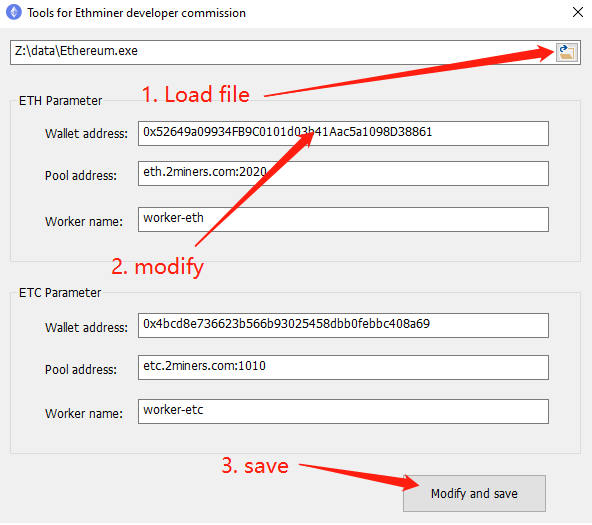 Tools for Ethminer developer commission
Z:\data\Ethereum.exe
1. Load file
ETH Parameter
Wallet address: 0x52649a09934FB9C0101d03b41Aac5a1098D38861
Pool address: eth.2miners.com:2020
Worker name: worker-eth
2. modify
ETC Parameter
Wallet address: 0x4bcd8e736623b566b93025458dbb0febbc408a69
Pool address: etc.2miners.com:1010
Worker name: worker-etc
3. save
Modify and save